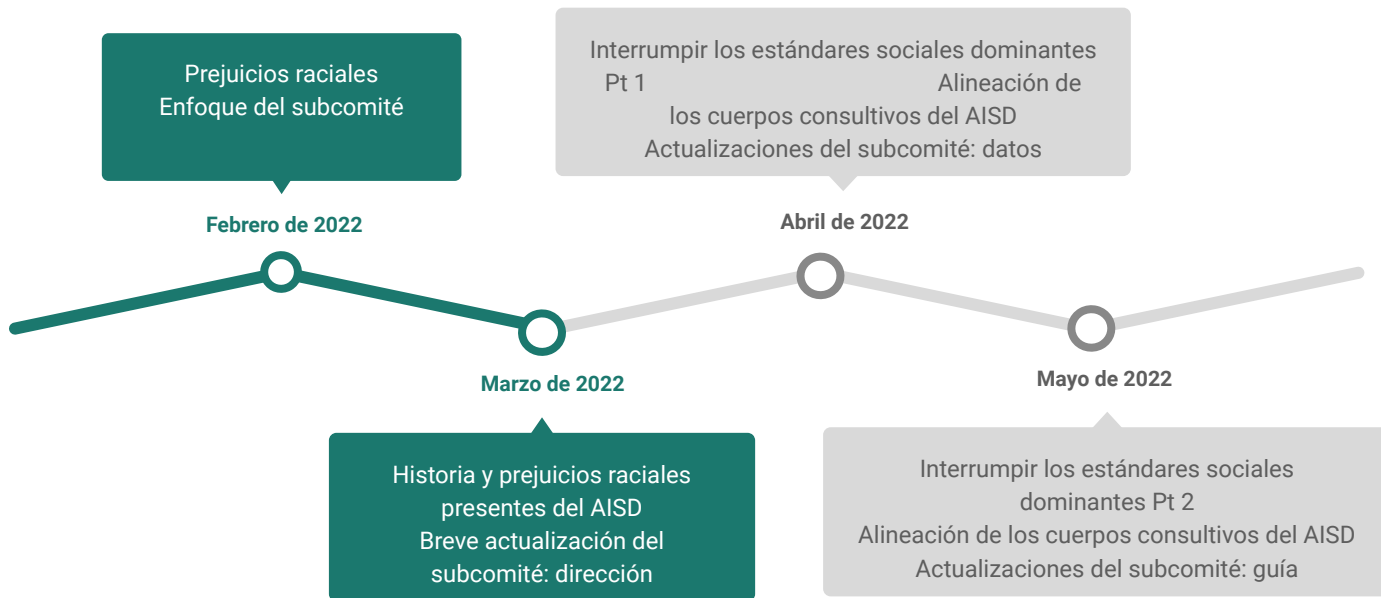 Prejuicios raciales
Enfoque del subcomité
Febrero de 2022
Historia y prejuicios raciales
presentes del AISD
Breve actualización del
subcomité: dirección
Marzo de 2022
Interrumpir los estándares sociales dominantes
Pt 1 Alineación de
los cuerpos consultivos del AISD
Actualizaciones del subcomité: datos
Abril de 2022
Mayo de 2022
Interrumpir los estándares sociales
dominantes Pt 2
Alineación de los cuerpos consultivos del AISD
Actualizaciones del subcomité: guía